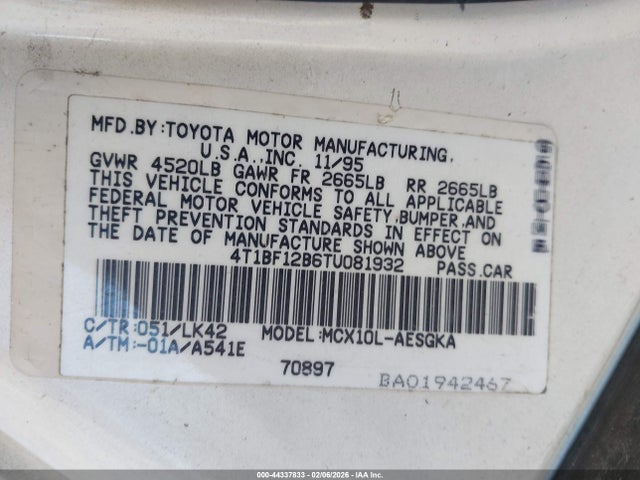 MFD.BY:TOYOTA MOTOR MANUFACTURING,
U.S.A.,INC. 11/95
GVWR 4520LB GAWR FR 2665LB RR 2665LB
THIS VEHICLE CONFORMS TO ALL APPLICABLE
FEDERAL MOTOR VEHICLE SAFETY,BUMPER,AND
THEFT PREVENTION STANDARDS IN EFFECT ON
THE DATE OF MANUFACTURE SHOWN ABOVE
4T1BF12B6TU081932 PASS.CAR
C/TR:051/LK42 MODEL:MCX10L-AESGKA
A/TM:-01A/A541E
70897
BA01942467
000-44337833 - 02/06/2026 - IAA Inc.